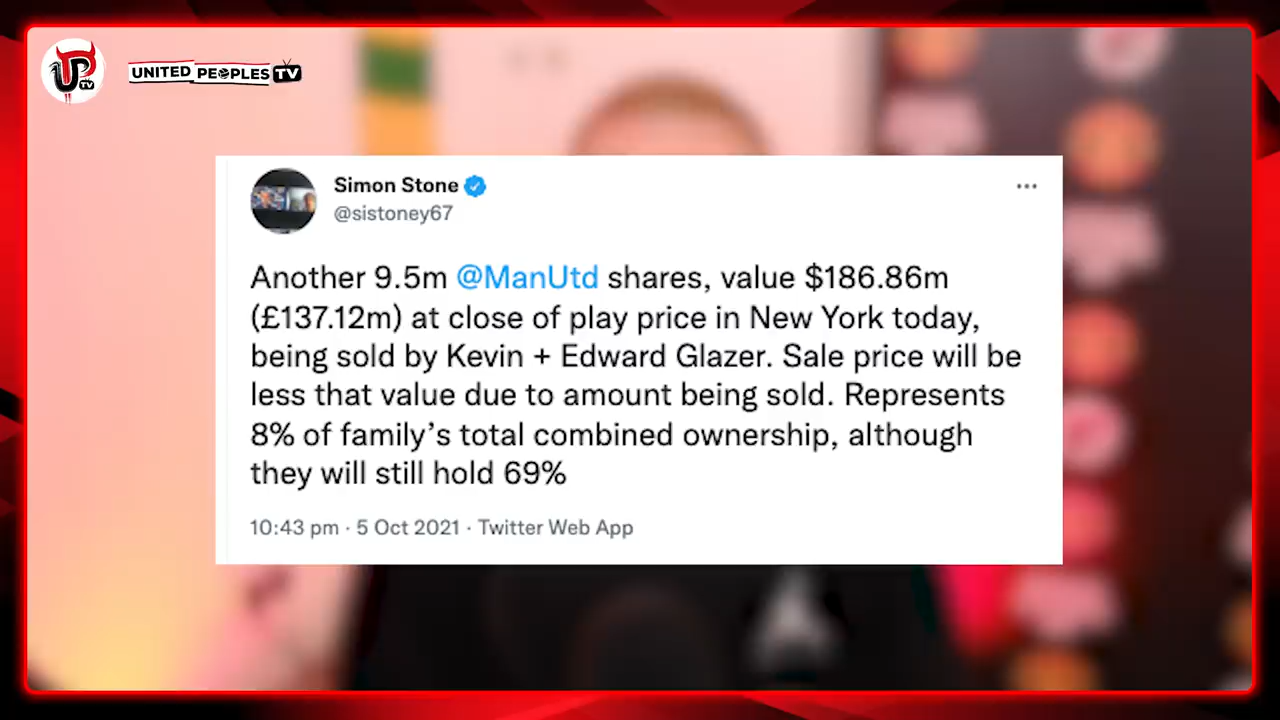 UP
TV
UNITED PEOPLES TV
Simon Stone
@sistoney67
Another 9.5m @ManUtd shares, value $186.86m
(£137.12m) at close of play price in New York today,
being sold by Kevin + Edward Glazer. Sale price will be
less that value due to amount being sold. Represents
8% of family’s total combined ownership, although
they will still hold 69%
10:43 pm · 5 Oct 2021 · Twitter Web App